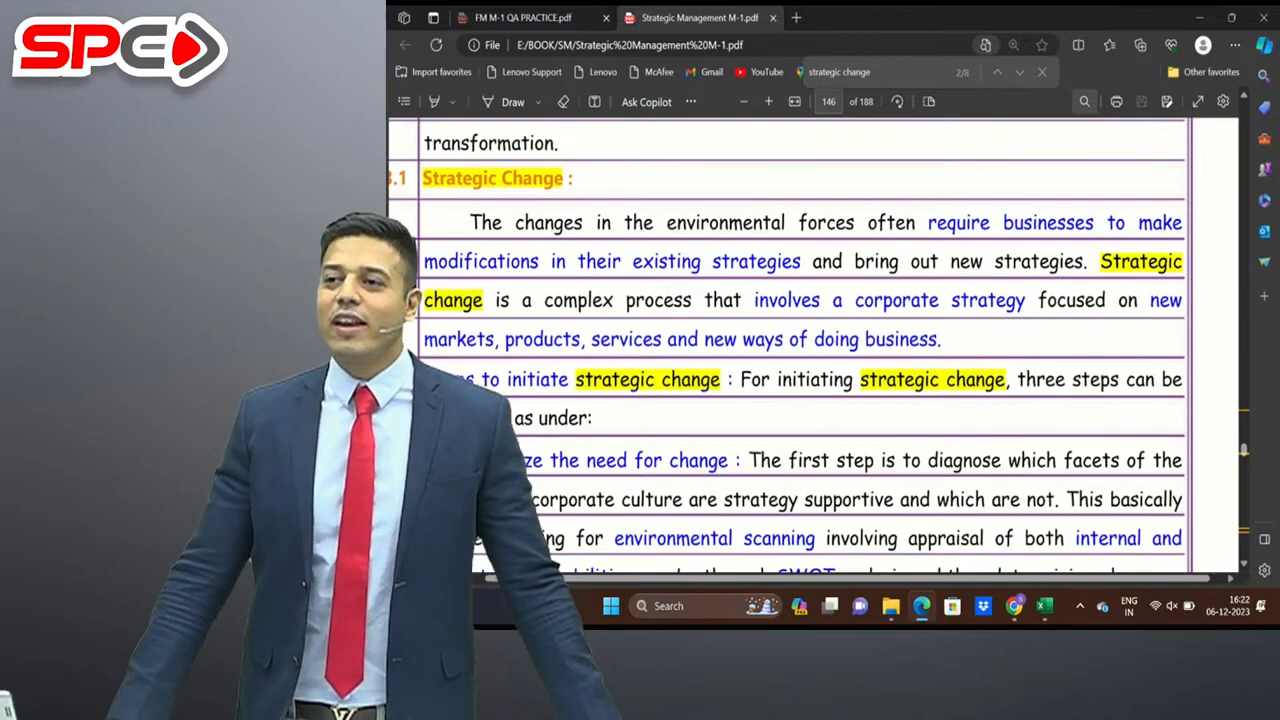 SPC
FM M-1 QA PRACTICE.pdf
Strategic Management M-1.pdf
File
E:/BOOK/SM/Strategic%20Management%20M-1.pdf
Import favorites
Lenovo Support
Lenovo
McAfee
Gmail
YouTube
strategic change
2/8
Other favorites
Draw
Ask Copilot
146
of 188
transformation.
3.1 Strategic Change :
The changes in the environmental forces often require businesses to make
modifications in their existing strategies and bring out new strategies. Strategic
change is a complex process that involves a corporate strategy focused on new
markets, products, services and new ways of doing business.
to initiate strategic change : For initiating strategic change, three steps can be
as under:
the need for change : The first step is to diagnose which facets of the
corporate culture are strategy supportive and which are not. This basically
for environmental scanning involving appraisal of both internal and
SWOT
Search
ENG
IN
16:22
06-12-2023